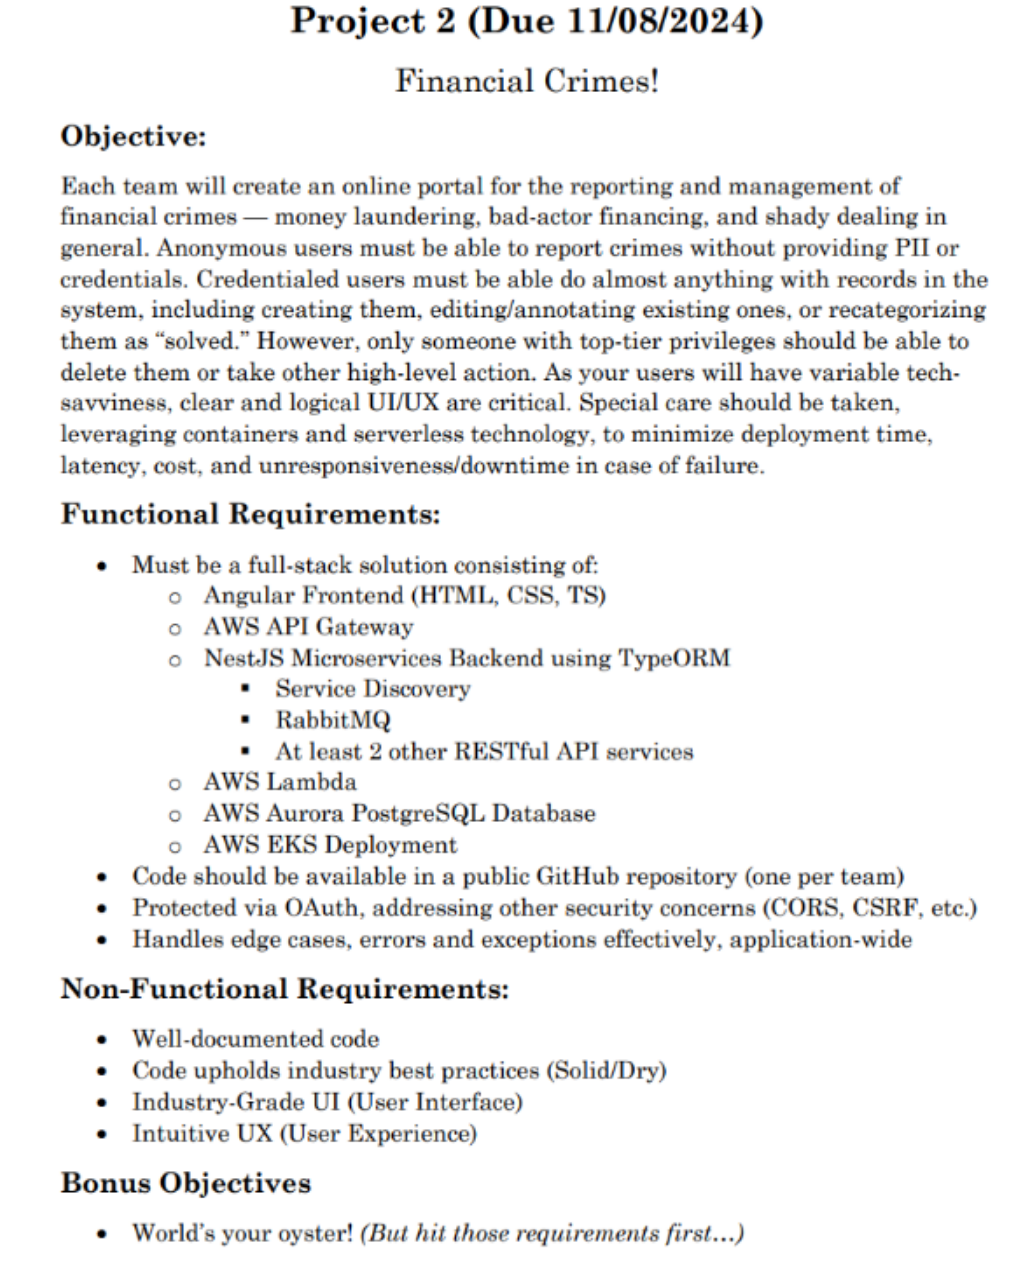 Project 2 (Due 11/08/2024)
Financial Crimes!
Objective:
Each team will create an online portal for the reporting and management of
financial crimes — money laundering, bad-actor financing, and shady dealing in
general. Anonymous users must be able to report crimes without providing PII or
credentials. Credentialed users must be able do almost anything with records in the
system, including creating them, editing/annotating existing ones, or recategorizing
them as “solved.” However, only someone with top-tier privileges should be able to
delete them or take other high-level action. As your users will have variable tech-
savviness, clear and logical UI/UX are critical. Special care should be taken,
leveraging containers and serverless technology, to minimize deployment time,
latency, cost, and unresponsiveness/downtime in case of failure.
Functional Requirements:
• Must be a full-stack solution consisting of:
o Angular Frontend (HTML, CSS, TS)
o AWS API Gateway
o NestJS Microservices Backend using TypeORM
▪ Service Discovery
▪ RabbitMQ
▪ At least 2 other RESTful API services
o AWS Lambda
o AWS Aurora PostgreSQL Database
o AWS EKS Deployment
• Code should be available in a public GitHub repository (one per team)
• Protected via OAuth, addressing other security concerns (CORS, CSRF, etc.)
• Handles edge cases, errors and exceptions effectively, application-wide
Non-Functional Requirements:
• Well-documented code
• Code upholds industry best practices (Solid/Dry)
• Industry-Grade UI (User Interface)
• Intuitive UX (User Experience)
Bonus Objectives
• World’s your oyster! (But hit those requirements first…)